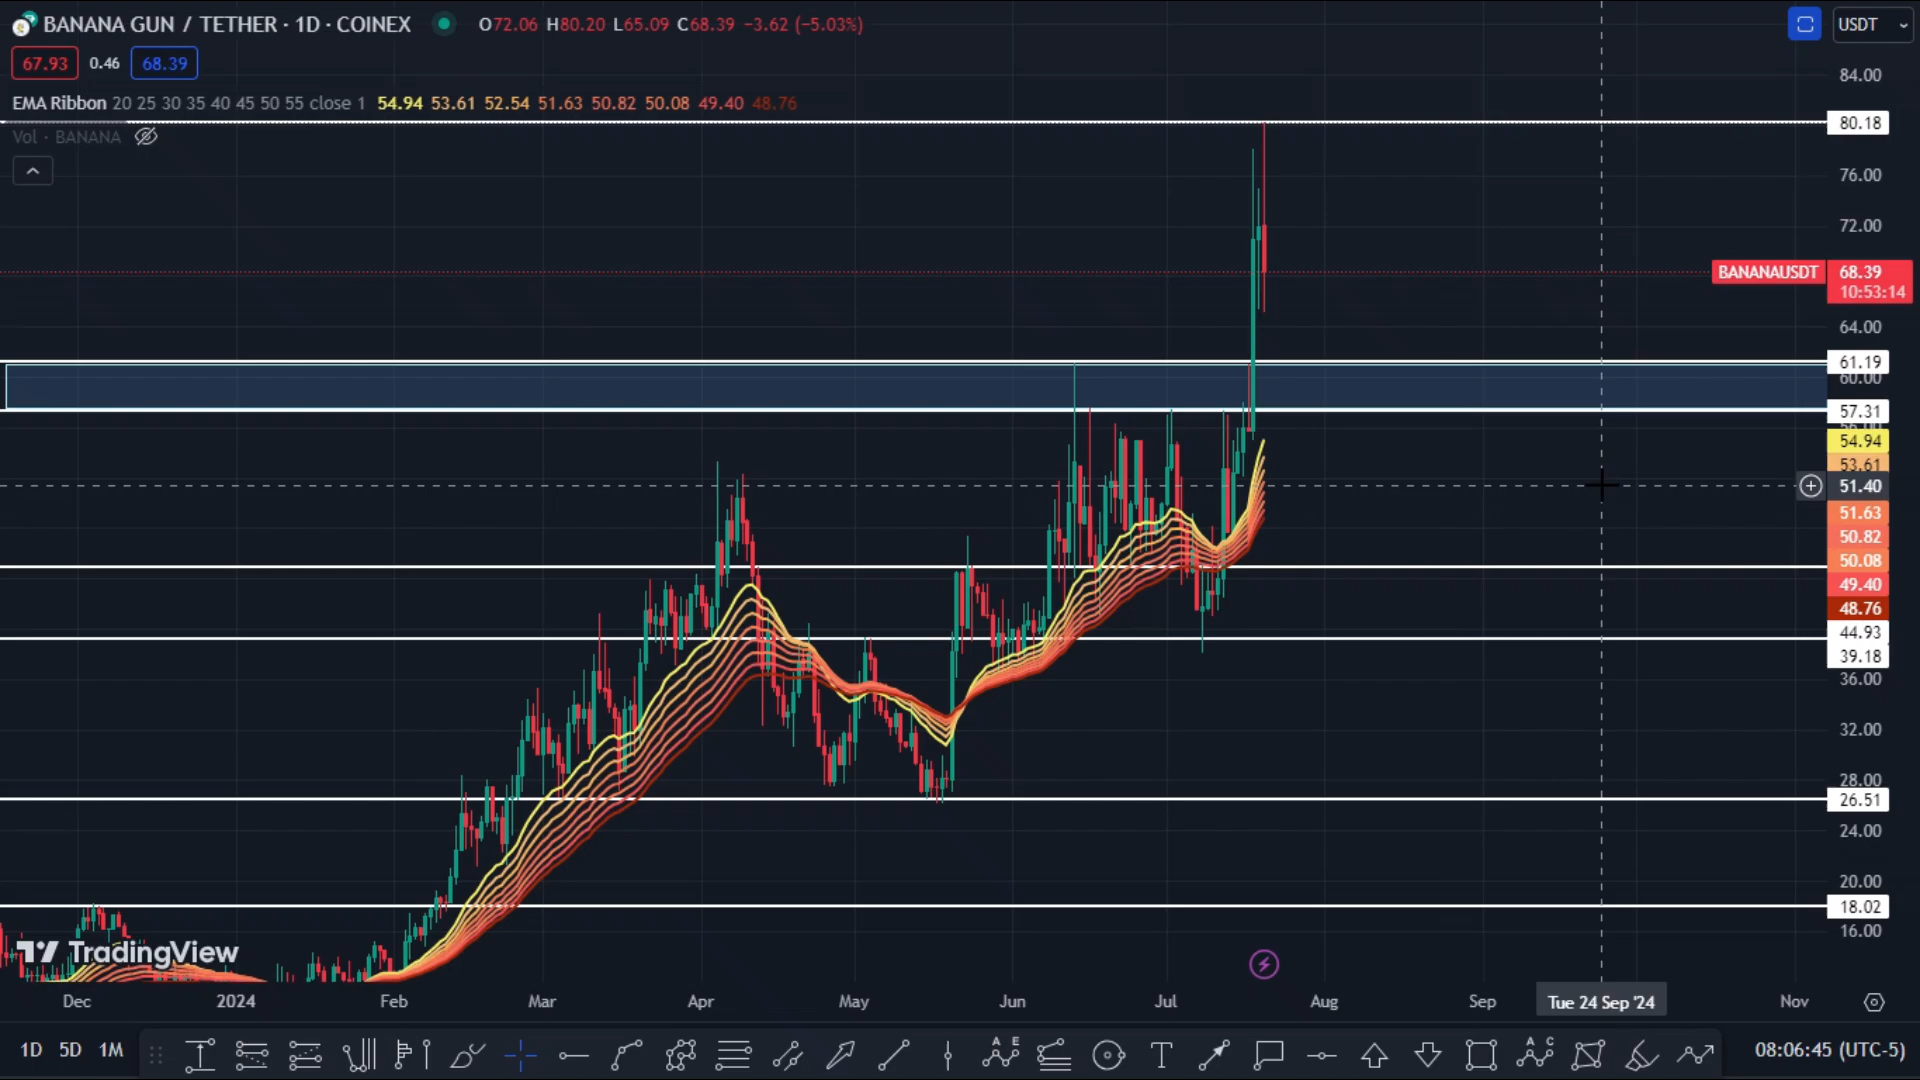 BANANA GUN / TETHER · 1D · COINEX O72.06 H80.20 L65.09 C68.39 −3.62 (−5.03%)
USDT
67.93 0.46 68.39
EMA Ribbon 20 25 30 35 40 45 50 55 close 1 54.94 53.61 52.54 51.63 50.82 50.08 49.40 48.76
Vol · BANANA
84.00
80.18
76.00
72.00
BANANAUSDT 68.39
10:53:14
64.00
61.19
60.00
57.31
56.00
54.94
53.61
51.40
51.63
50.82
50.08
49.40
48.76
44.93
39.18
36.00
32.00
28.00
26.51
24.00
20.00
18.02
16.00
TradingView
Dec 2024 Feb Mar Apr May Jun Jul Aug Sep Tue 24 Sep '24 Nov
1D 5D 1M
A E
T
A C
08:06:45 (UTC-5)